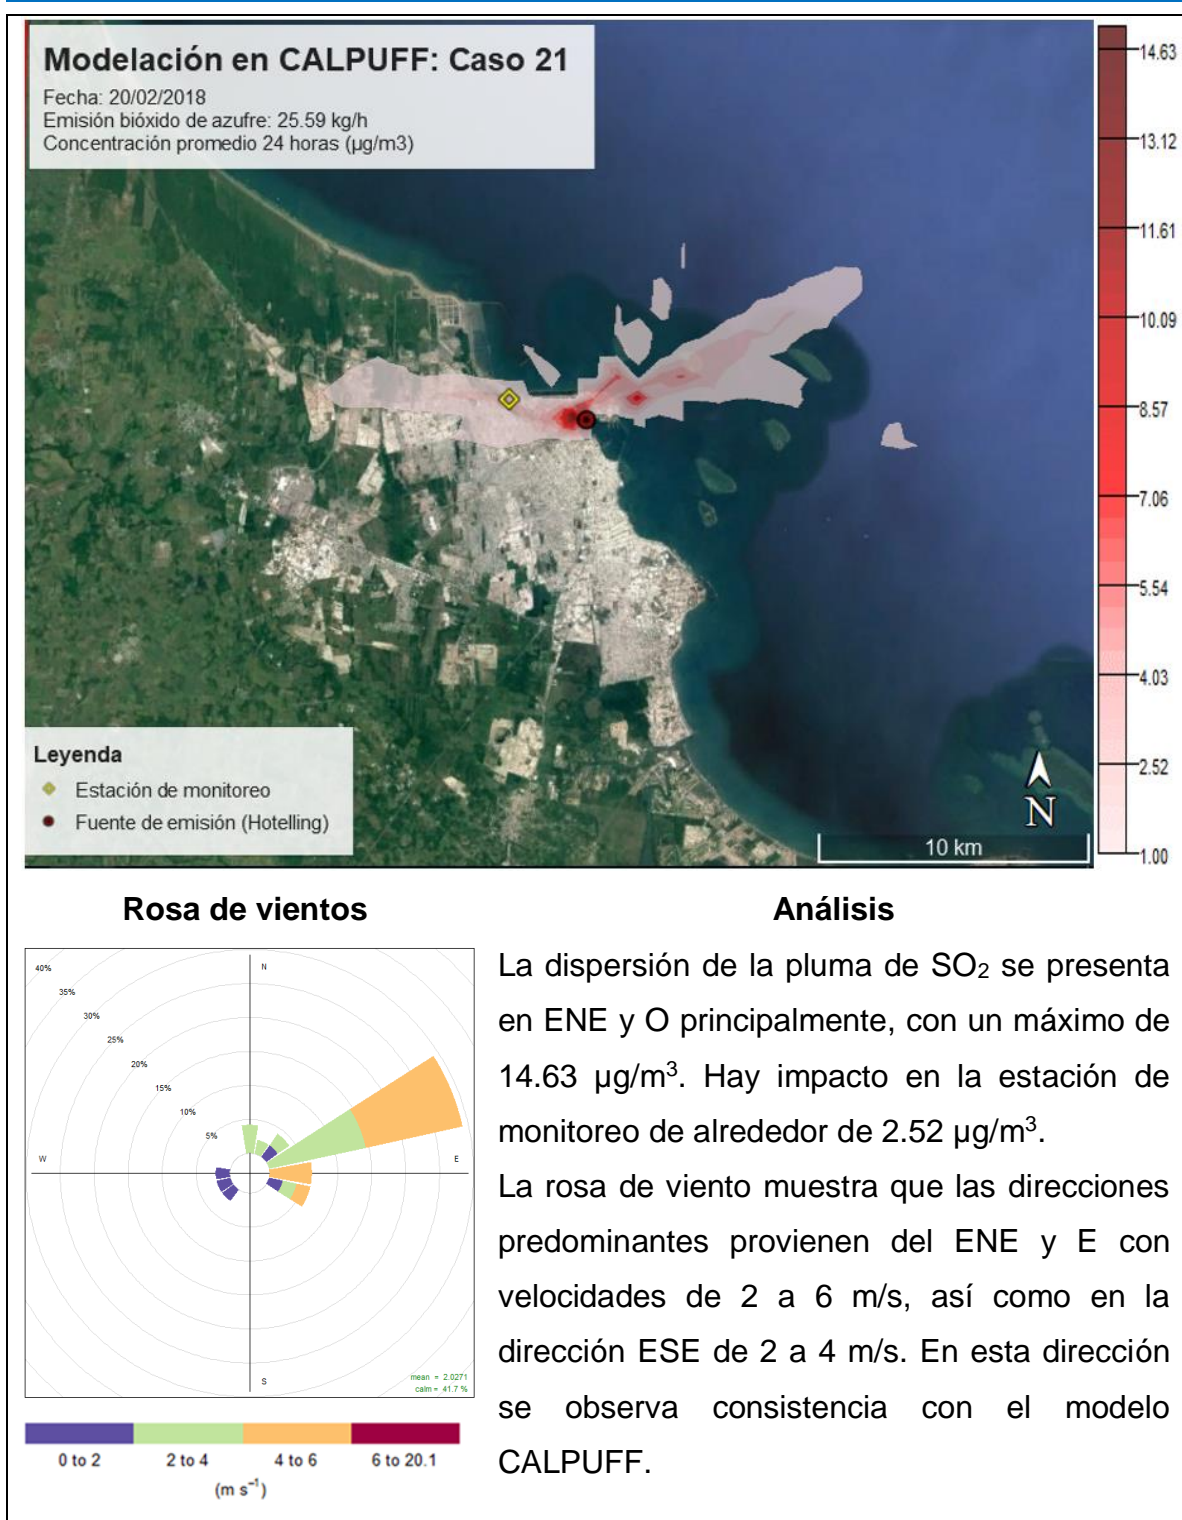 Modelación en CALPUFF: Caso 21
Fecha: 20/02/2018
Emisión bióxido de azufre: 25.59 kg/h
Concentración promedio 24 horas (µg/m3)
14.63
13.12
11.61
10.09
8.57
7.06
5.54
4.03
2.52
1.00
Leyenda
Estación de monitoreo
Fuente de emisión (Hotelling)
N
10 km
Rosa de vientos
40%
35%
30%
25%
20%
15%
10%
5%
N
W
E
S
mean = 2.0271
calm = 41.7 %
0 to 2 2 to 4 4 to 6 6 to 20.1
(m s⁻¹)
Análisis
La dispersión de la pluma de SO₂ se presenta
en ENE y O principalmente, con un máximo de
14.63 µg/m³. Hay impacto en la estación de
monitoreo de alrededor de 2.52 µg/m³.
La rosa de viento muestra que las direcciones
predominantes provienen del ENE y E con
velocidades de 2 a 6 m/s, así como en la
dirección ESE de 2 a 4 m/s. En esta dirección
se observa consistencia con el modelo
CALPUFF.